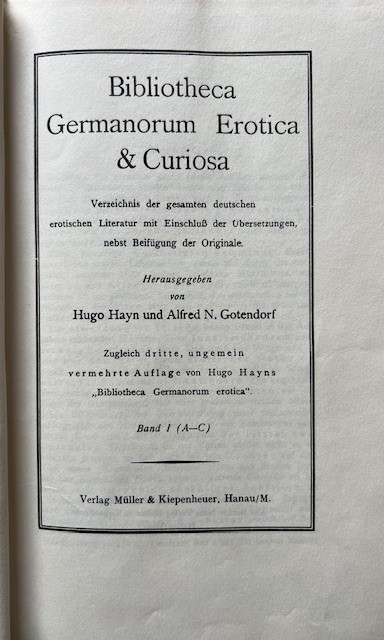 Bibliotheca
Germanorum Erotica
& Curiosa
Verzeichnis der gesamten deutschen
erotischen Literatur mit Einschluß der Übersetzungen,
nebst Beifügung der Originale.
Herausgegeben
von
Hugo Hayn und Alfred N. Gotendorf
Zugleich dritte, ungemein
vermehrte Auflage von Hugo Hayns
„Bibliotheca Germanorum erotica".
Band I (A—C)
Verlag Müller & Kiepenheuer, Hanau/M.